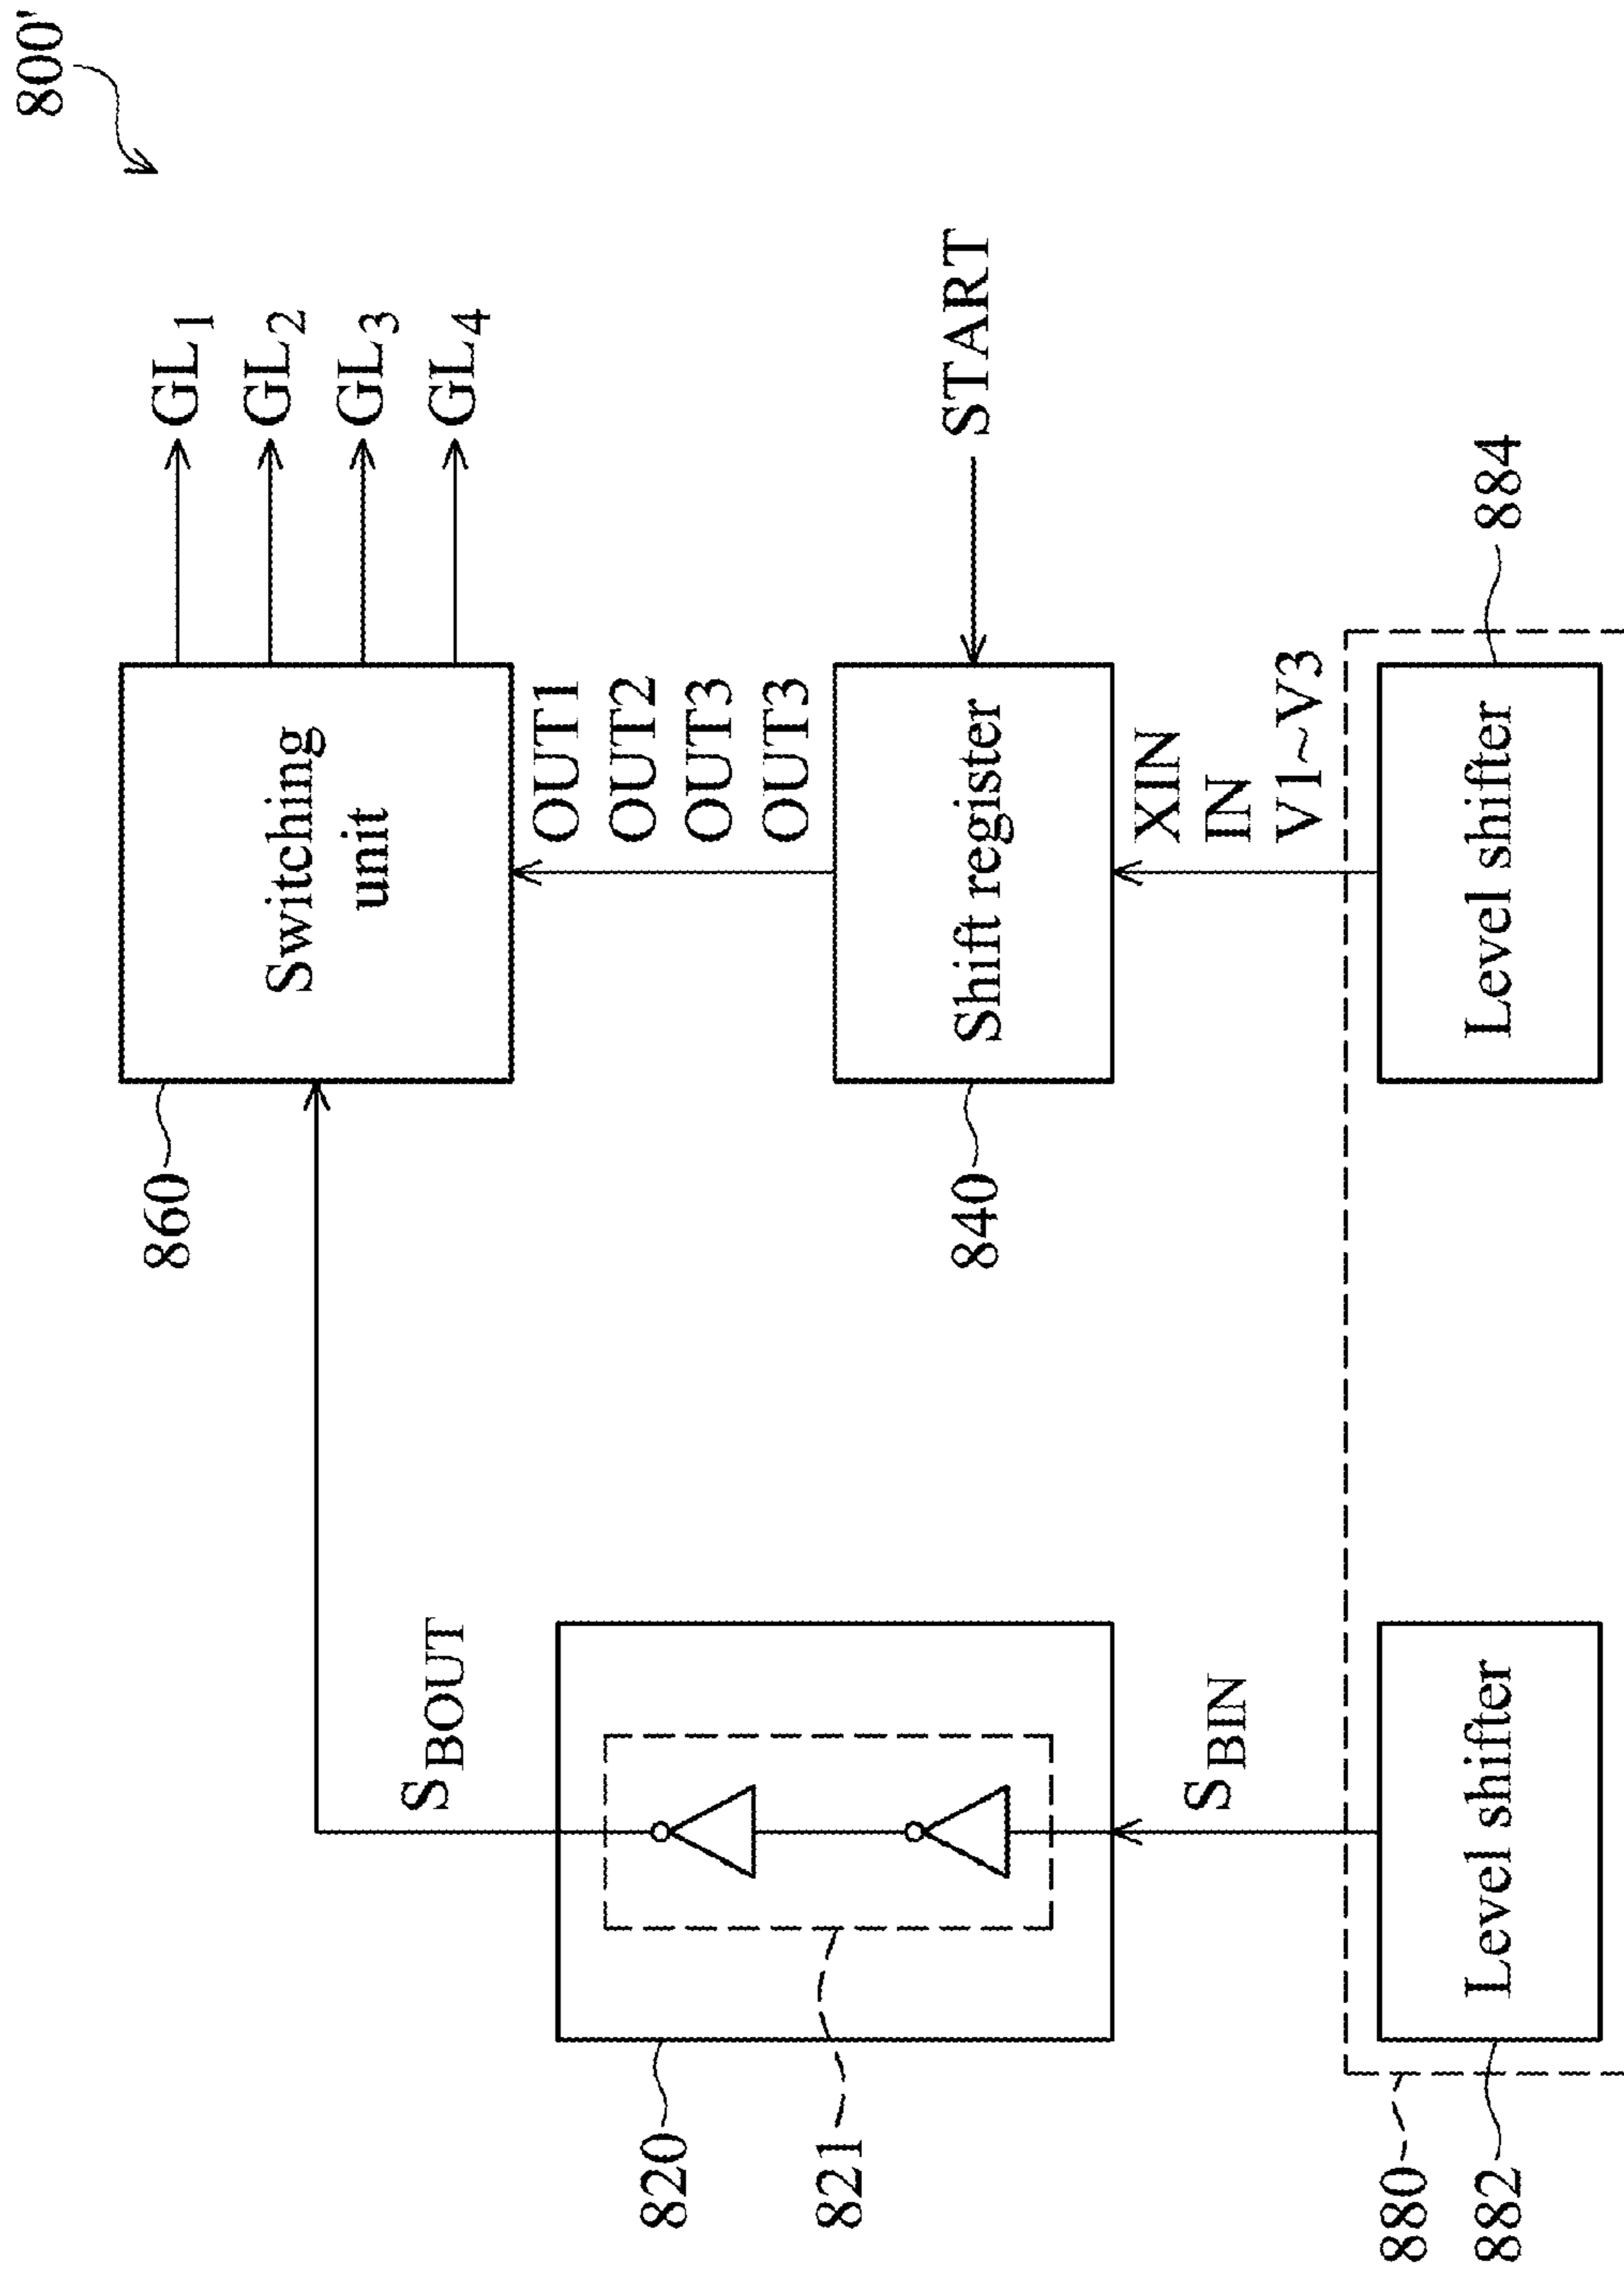 800'
GL1
GL2
GL3
GL4
Switching
unit
860
SBOUT
OUT1
OUT2
OUT3
OUT3
START
Shift register
840
820
821
SBIN
XIN
IN
V1~V3
880
882
Level shifter
Level shifter
884